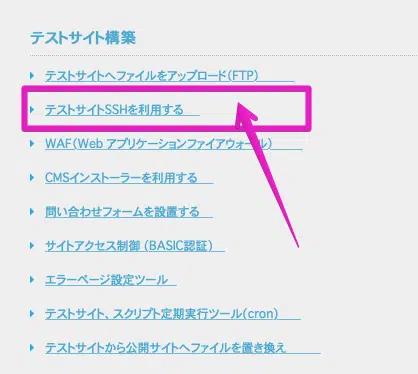 テストサイト構築
テストサイトへファイルをアップロード(FTP)
テストサイトSSHを利用する
WAF(Web アプリケーションファイアウォール)
CMSインストーラーを利用する
問い合わせフォームを設置する
サイトアクセス制御 (BASIC認証)
エラーページ設定ツール
テストサイト、スクリプト定期実行ツール(cron)
テストサイトから公開サイトへファイルを置き換え